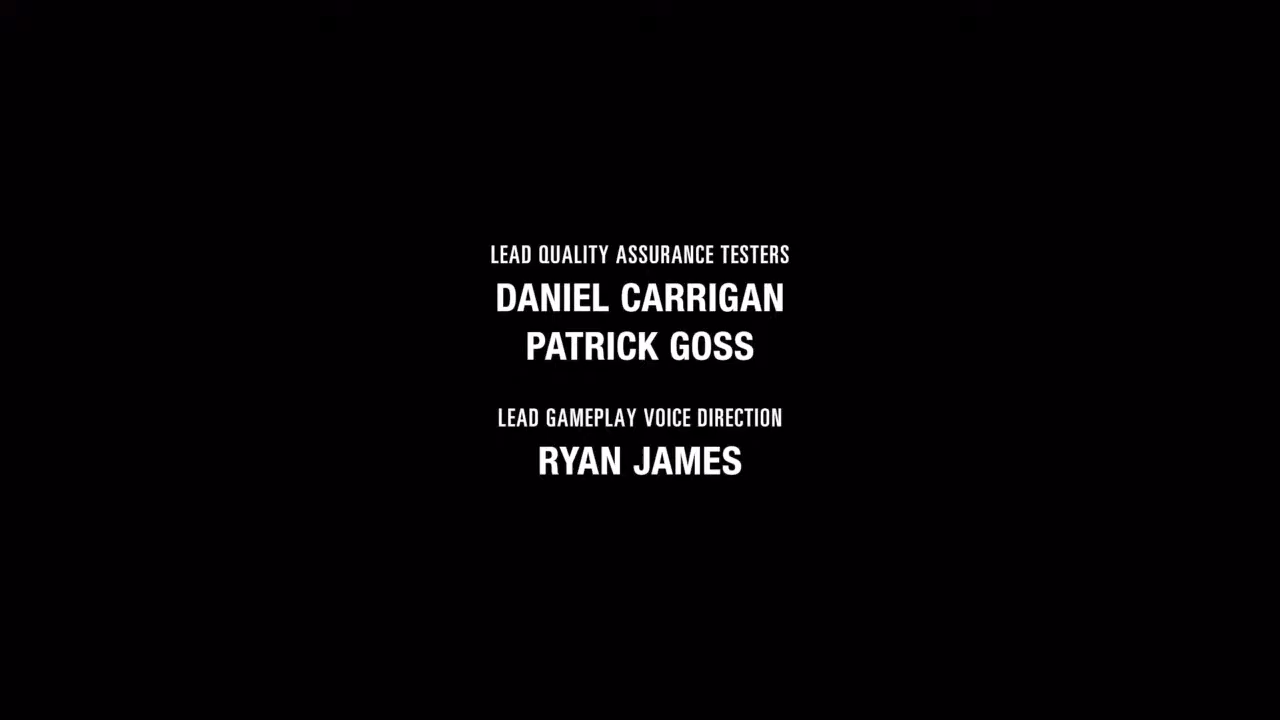 LEAD QUALITY ASSURANCE TESTERS
DANIEL CARRIGAN
PATRICK GOSS
LEAD GAMEPLAY VOICE DIRECTION
RYAN JAMES